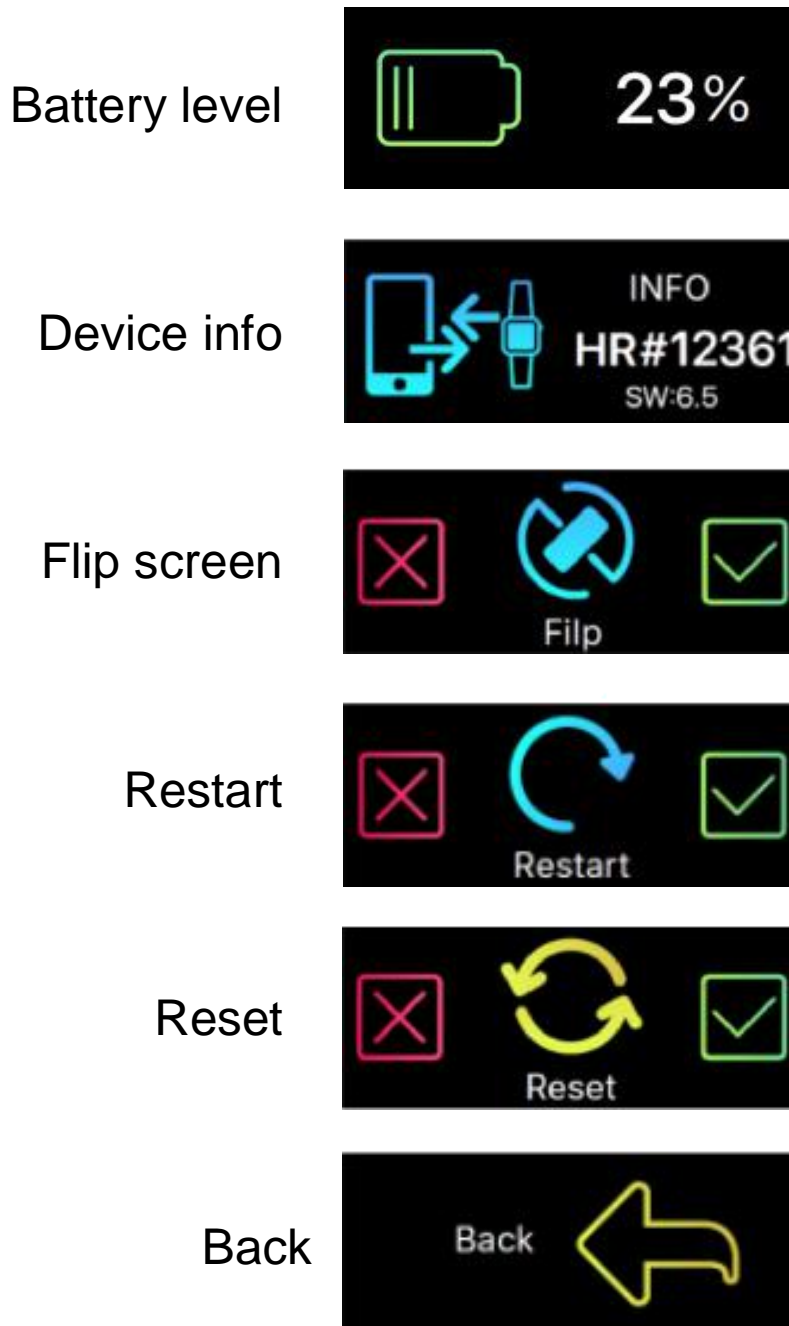 Battery level
23%
Device info
INFO
HR#12361
SW:6.5
Flip screen
Filp
Restart
Restart
Reset
Reset
Back
Back